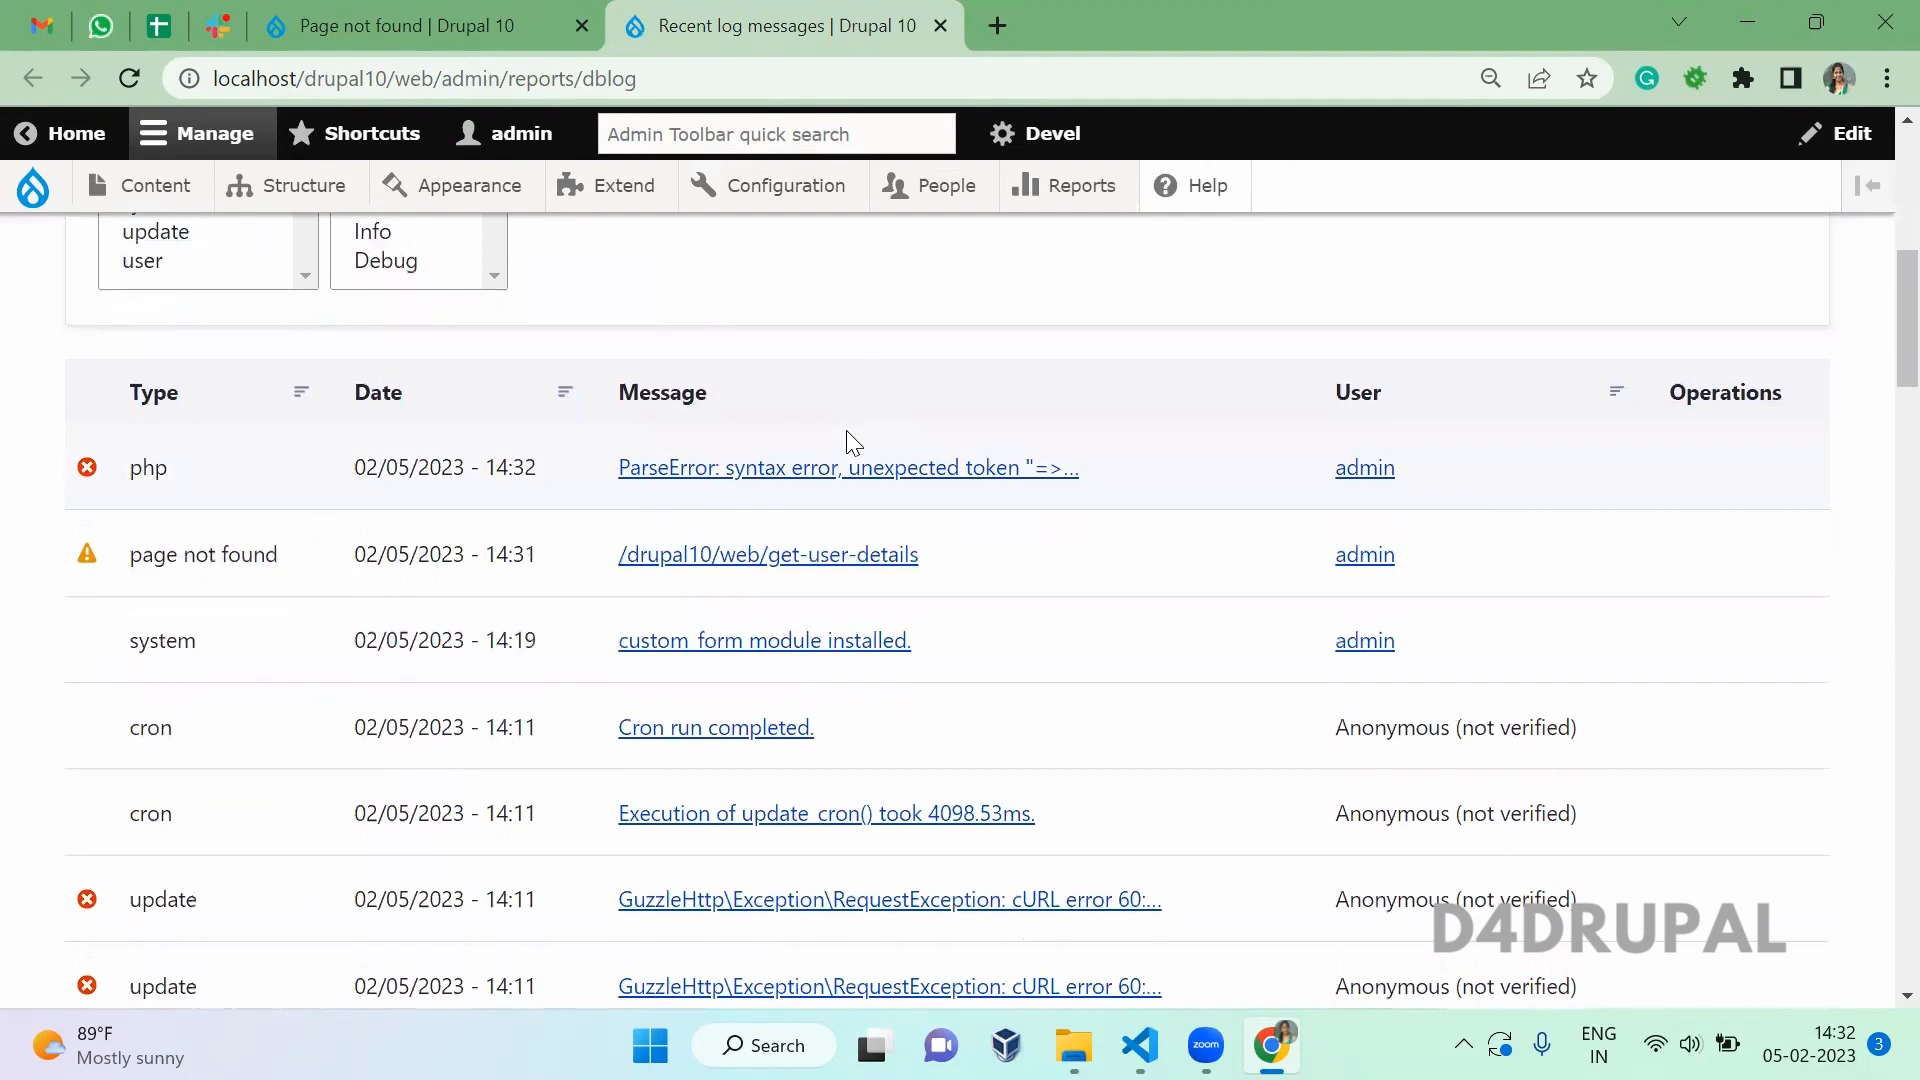 Page not found | Drupal 10
Recent log messages | Drupal 10
localhost/drupal10/web/admin/reports/dblog
Home
Manage
Shortcuts
admin
Admin Toolbar quick search
Devel
Edit
Content
Structure
Appearance
Extend
Configuration
People
Reports
Help
update
user
Info
Debug
Type Date Message User Operations
php 02/05/2023 - 14:32 ParseError: syntax error, unexpected token "=>... admin
page not found 02/05/2023 - 14:31 /drupal10/web/get-user-details admin
system 02/05/2023 - 14:19 custom_form module installed. admin
cron 02/05/2023 - 14:11 Cron run completed. Anonymous (not verified)
cron 02/05/2023 - 14:11 Execution of update_cron() took 4098.53ms. Anonymous (not verified)
update 02/05/2023 - 14:11 GuzzleHttp\Exception\RequestException: cURL error 60:... Anonymous (not verified)
D4DRUPAL
update 02/05/2023 - 14:11 GuzzleHttp\Exception\RequestException: cURL error 60:... Anonymous (not verified)
89°F
Mostly sunny
Search
zoom
ENG
IN
14:32
05-02-2023
3